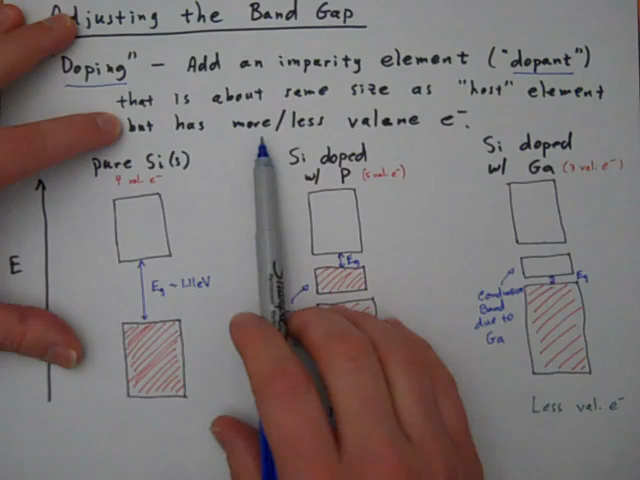 Adjusting the Band Gap
"Doping" – Add an impurity element ("dopant")
that is about same size as "host" element
but has more/less valane e⁻.
pure Si(s)
4 val. e⁻
Si doped
w/ P (5 val. e⁻)
Si doped
w/ Ga (3 val. e⁻)
E
Eg ~ 1.11eV
Eg
Eg
Conduction
Band
due to
Ga
Less val. e⁻